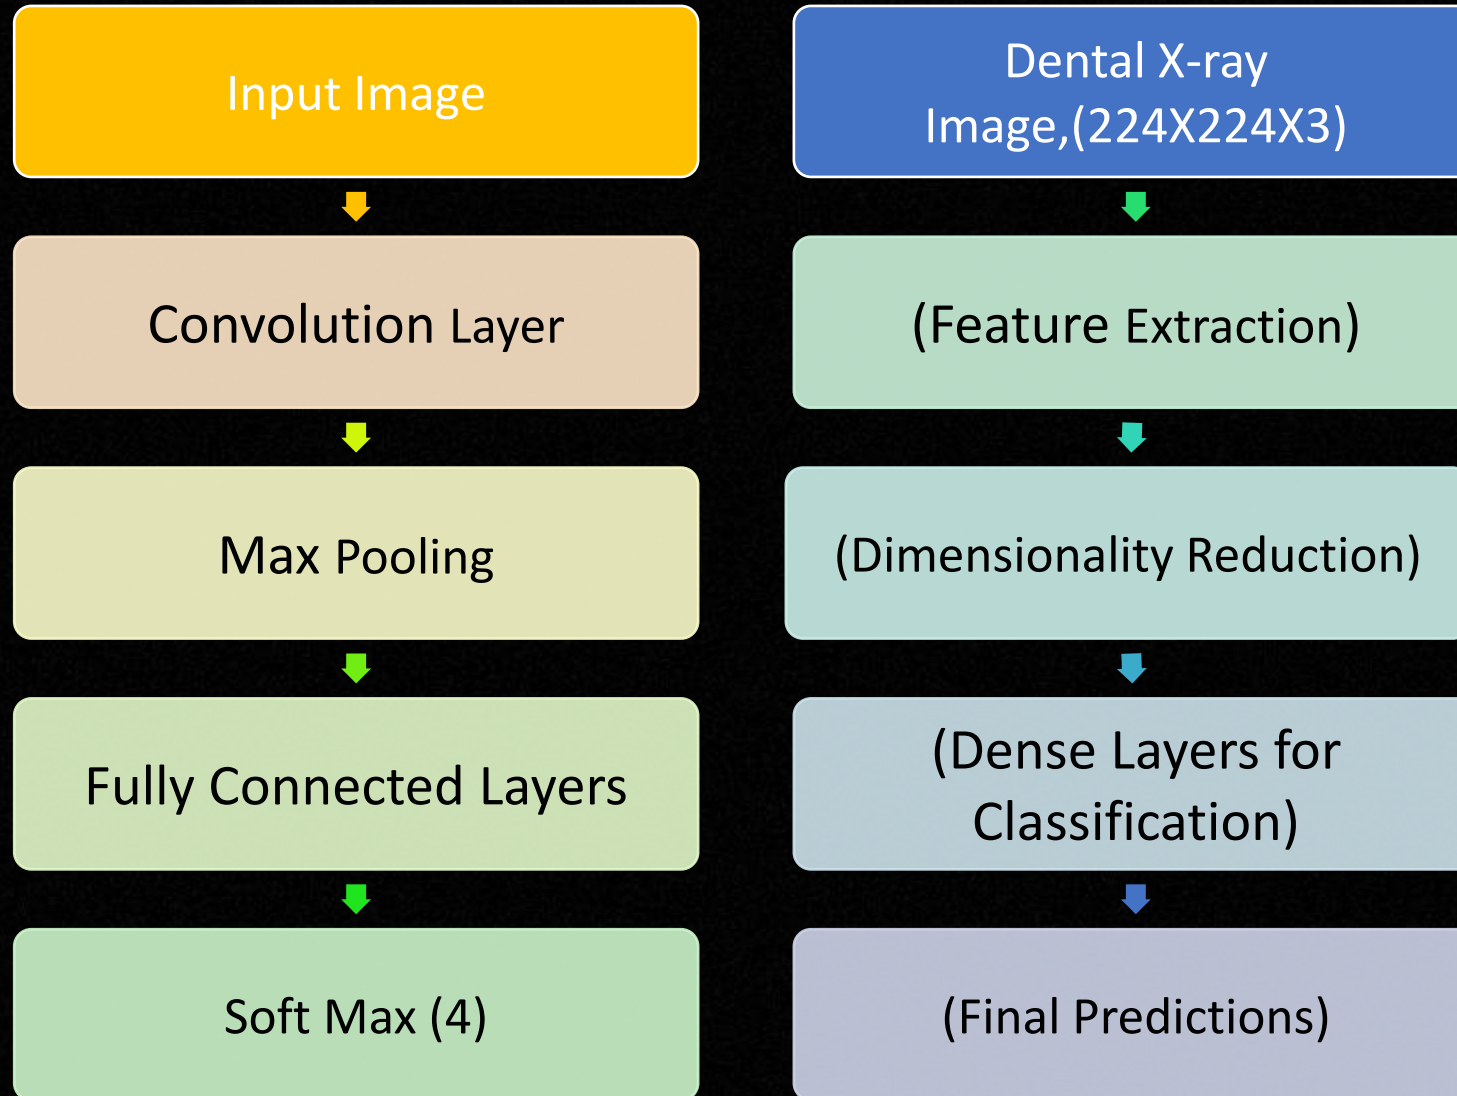 Input Image
Dental X-ray
Image,(224X224X3)
Convolution Layer
(Feature Extraction)
Max Pooling
(Dimensionality Reduction)
Fully Connected Layers
(Dense Layers for
Classification)
Soft Max (4)
(Final Predictions)